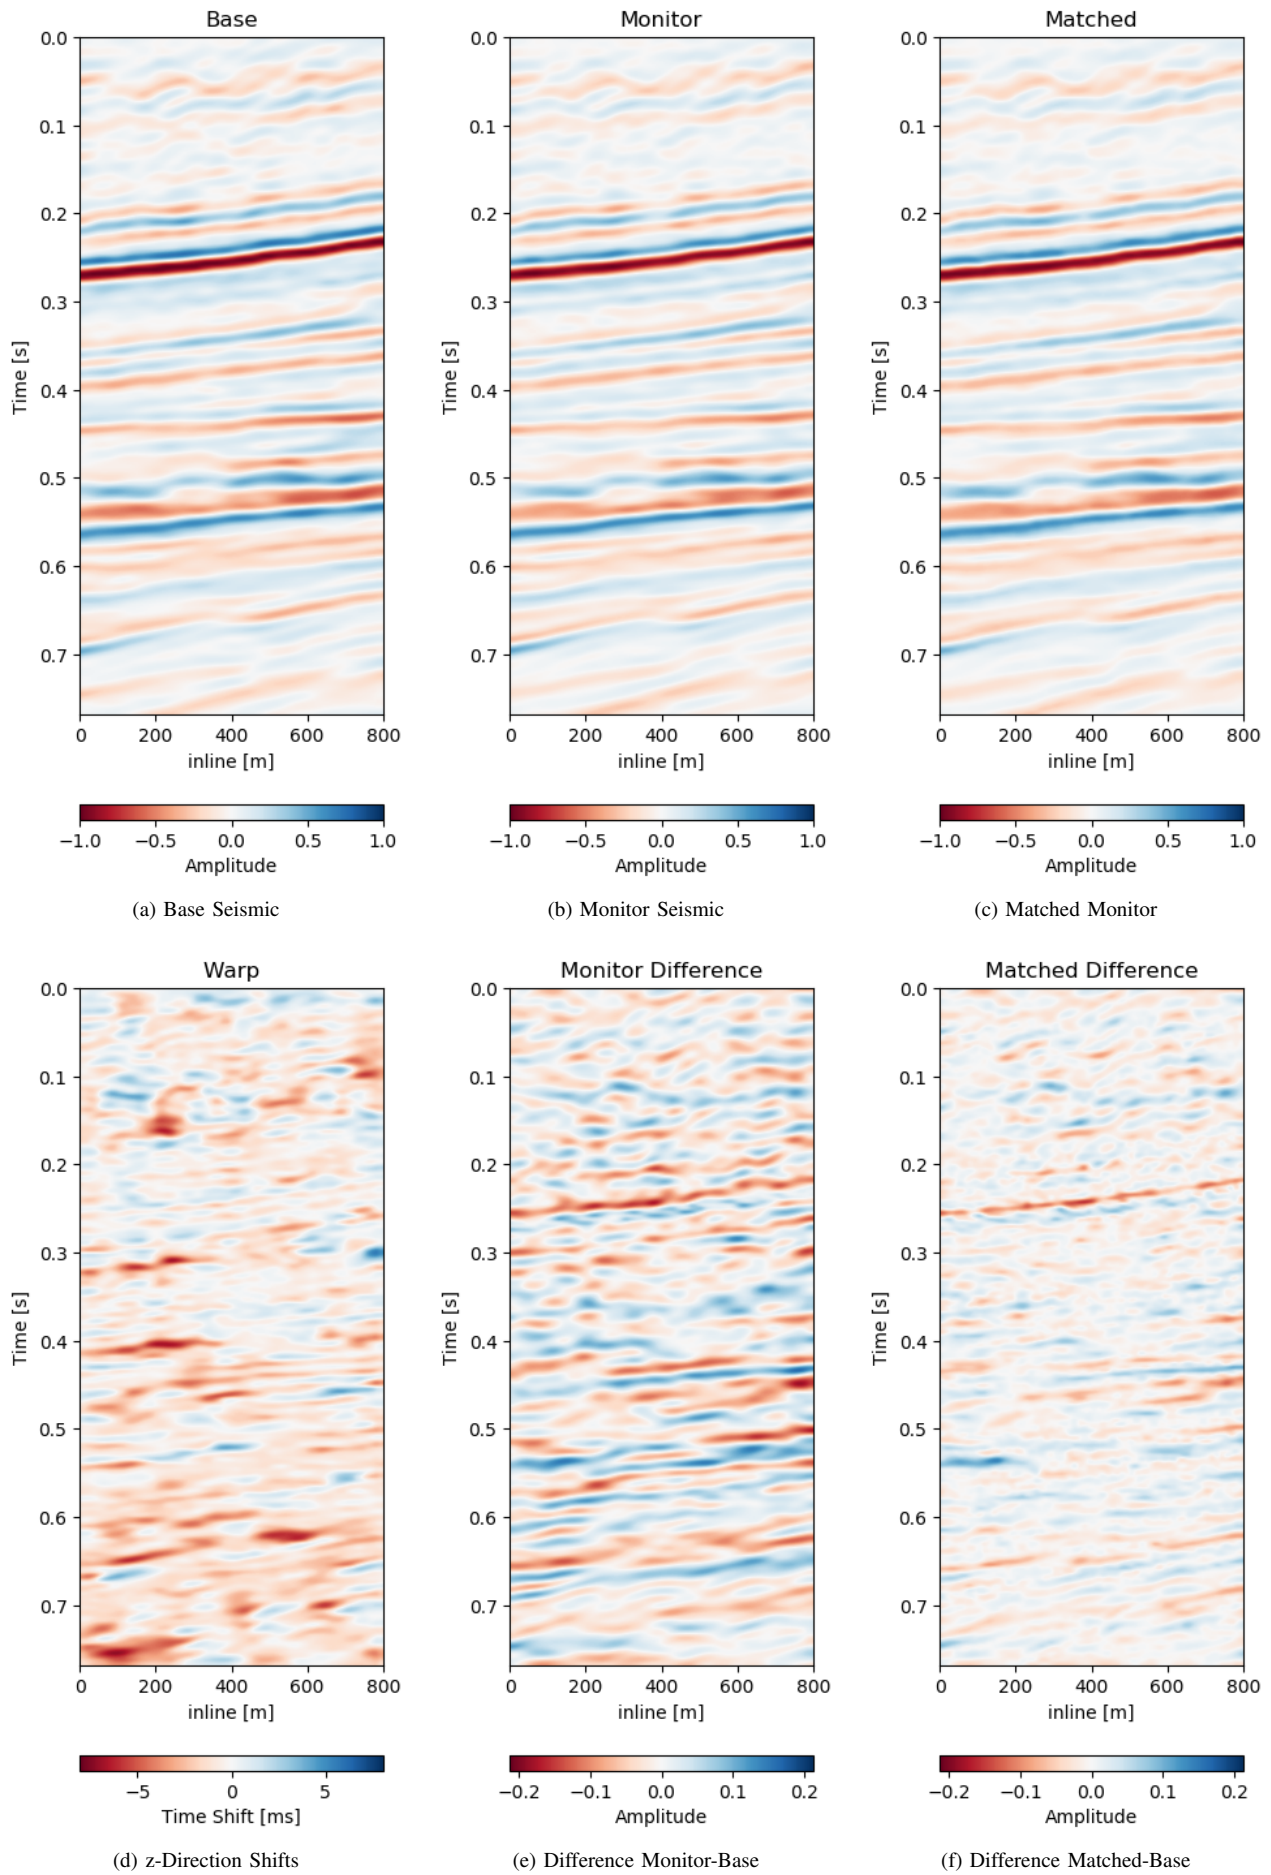 Base
Monitor
Matched
0.0
0.1
0.2
0.3
0.4
0.5
0.6
0.7
Time [s]
0 200 400 600 800
inline [m]
−1.0 −0.5 0.0 0.5 1.0
Amplitude
(a) Base Seismic
0.0
0.1
0.2
0.3
0.4
0.5
0.6
0.7
Time [s]
0 200 400 600 800
inline [m]
−1.0 −0.5 0.0 0.5 1.0
Amplitude
(b) Monitor Seismic
0.0
0.1
0.2
0.3
0.4
0.5
0.6
0.7
Time [s]
0 200 400 600 800
inline [m]
−1.0 −0.5 0.0 0.5 1.0
Amplitude
(c) Matched Monitor
Warp
Monitor Difference
Matched Difference
0.0
0.1
0.2
0.3
0.4
0.5
0.6
0.7
Time [s]
0 200 400 600 800
inline [m]
−5 0 5
Time Shift [ms]
(d) z-Direction Shifts
0.0
0.1
0.2
0.3
0.4
0.5
0.6
0.7
Time [s]
0 200 400 600 800
inline [m]
−0.2 −0.1 0.0 0.1 0.2
Amplitude
(e) Difference Monitor-Base
0.0
0.1
0.2
0.3
0.4
0.5
0.6
0.7
Time [s]
0 200 400 600 800
inline [m]
−0.2 −0.1 0.0 0.1 0.2
Amplitude
(f) Difference Matched-Base